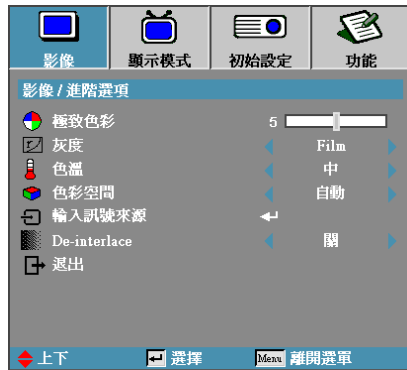 影像 顯示模式 初始設定 功能
影像 / 進階選項
極致色彩 5
灰度 Film
色溫 中
色彩空間 自動
輸入訊號來源
De-interlace 關
退出
上下 選擇 Menu 離開選單